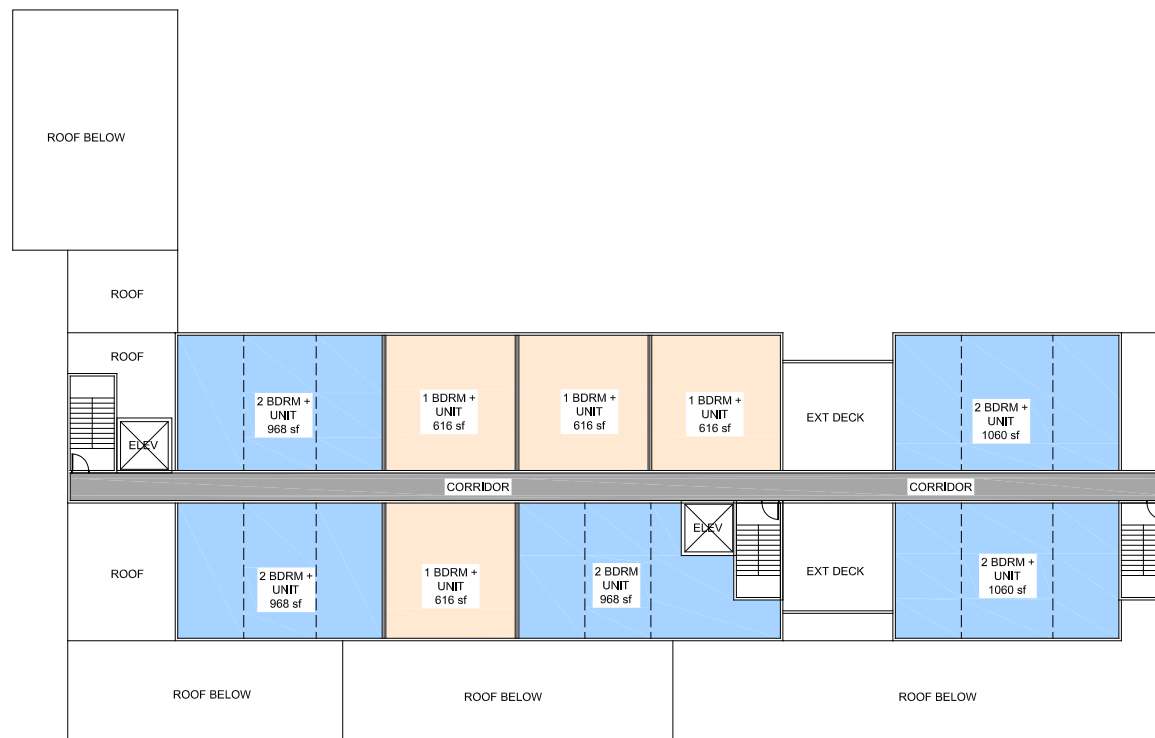 ROOF BELOW
ROOF
ROOF
2 BDRM +
UNIT
968 sf
1 BDRM +
UNIT
616 sf
1 BDRM +
UNIT
616 sf
1 BDRM +
UNIT
616 sf
EXT DECK
2 BDRM +
UNIT
1060 sf
ELEV
CORRIDOR
CORRIDOR
ELEV
ROOF
2 BDRM +
UNIT
968 sf
1 BDRM +
UNIT
616 sf
2 BDRM
UNIT
968 sf
EXT DECK
2 BDRM +
UNIT
1060 sf
ROOF BELOW
ROOF BELOW
ROOF BELOW